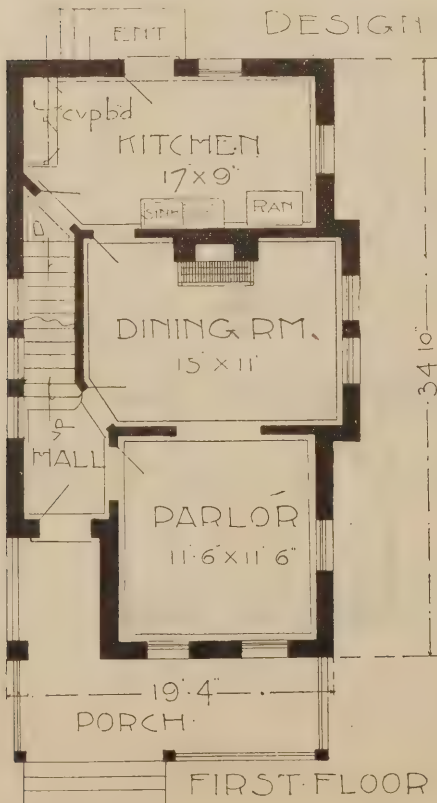 DESIGN
ENT
cupbd
KITCHEN
17' X 9'
SINK
RAN
D
DINING RM.
15' X 11'
34' 10"
UP
HALL
PARLOR
11'-6" X 11' 6"
19'-4"
PORCH
FIRST FLOOR